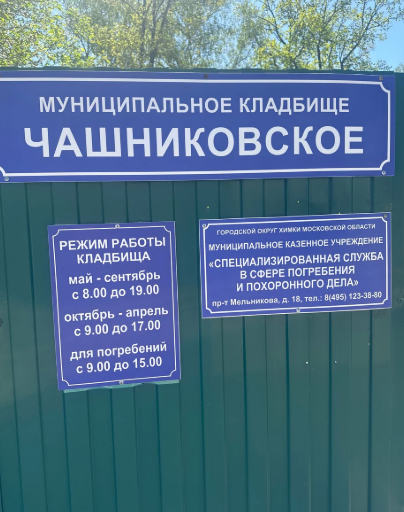 МУНИЦИПАЛЬНОЕ КЛАДБИЩЕ
ЧАШНИКОВСКОЕ
РЕЖИМ РАБОТЫ
КЛАДБИЩА
май - сентябрь
с 8.00 до 19.00
октябрь - апрель
с 9.00 до 17.00
для погребений
с 9.00 до 15.00
ГОРОДСКОЙ ОКРУГ ХИМКИ МОСКОВСКОЙ ОБЛАСТИ
МУНИЦИПАЛЬНОЕ КАЗЕННОЕ УЧРЕЖДЕНИЕ
«СПЕЦИАЛИЗИРОВАННАЯ СЛУЖБА
В СФЕРЕ ПОГРЕБЕНИЯ
И ПОХОРОННОГО ДЕЛА»
пр-т Мельникова, д. 18, тел.: 8(495) 123-38-80